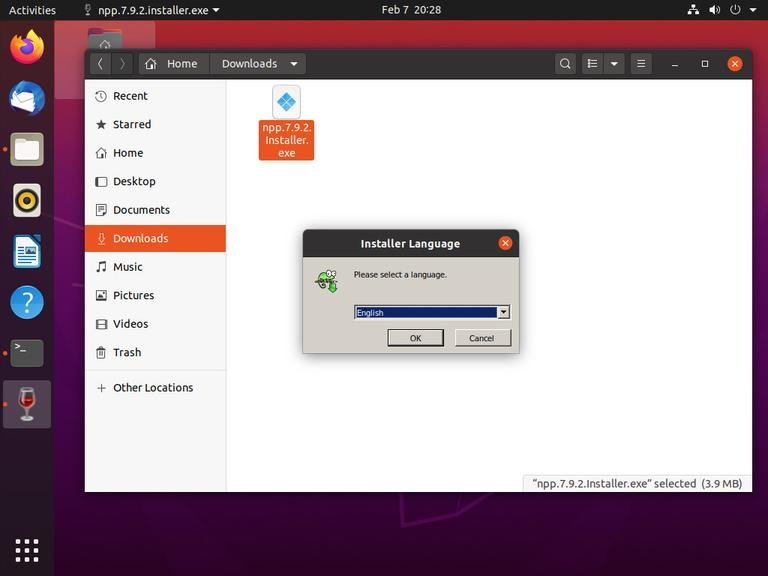 Activities
npp.7.9.2.installer.exe
Feb 7 20:28
Home
Downloads
Recent
Starred
Home
Desktop
Documents
Downloads
Music
Pictures
Videos
Trash
Other Locations
npp.7.9.2.
Installer.
exe
Installer Language
Please select a language.
English
OK
Cancel
"npp.7.9.2.Installer.exe" selected (3.9 MB)